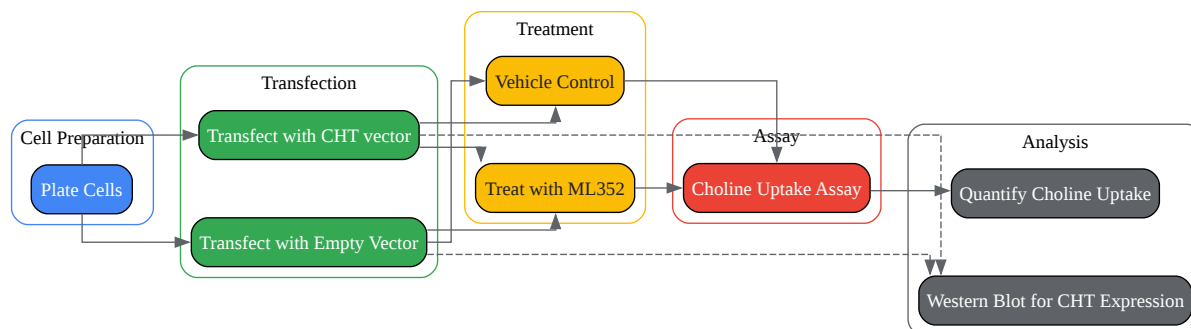 Cell Preparation
Plate Cells
Transfection
Transfect with CHT vector
Transfect with Empty Vector
Treatment
Vehicle Control
Treat with ML352
Assay
Choline Uptake Assay
Analysis
Quantify Choline Uptake
Western Blot for CHT Expression